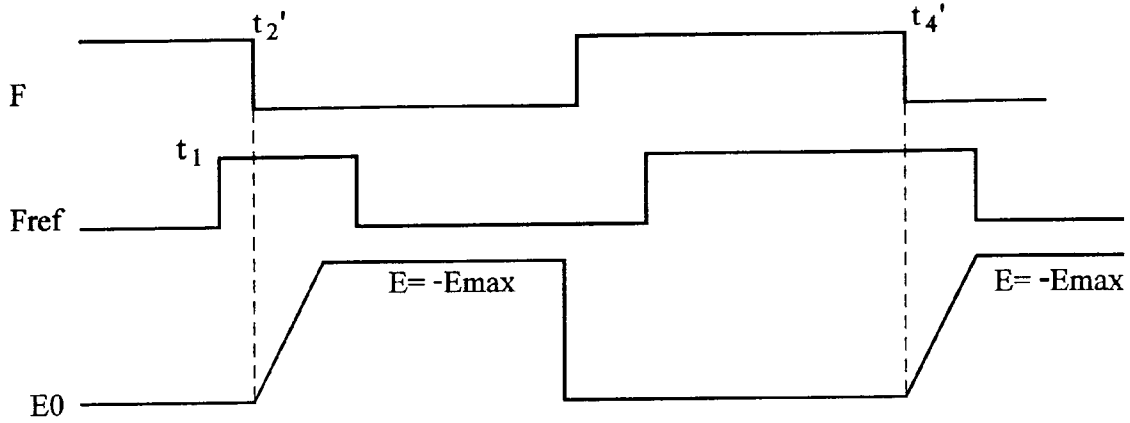 t2'
t4'
F
t1
Fref
E= -Emax
E= -Emax
E0